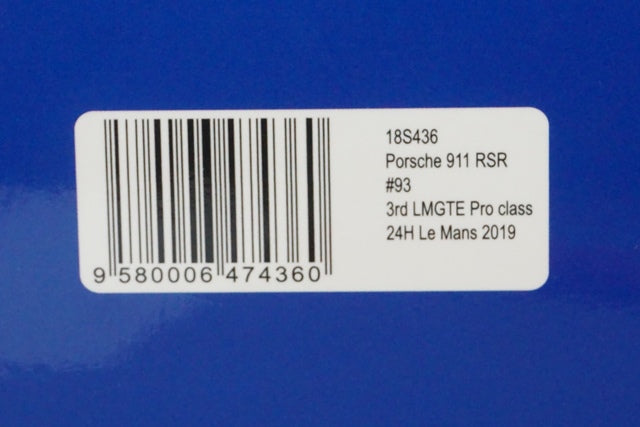 18S436
Porsche 911 RSR
#93
3rd LMGTE Pro class
24H Le Mans 2019
9 580006 474360